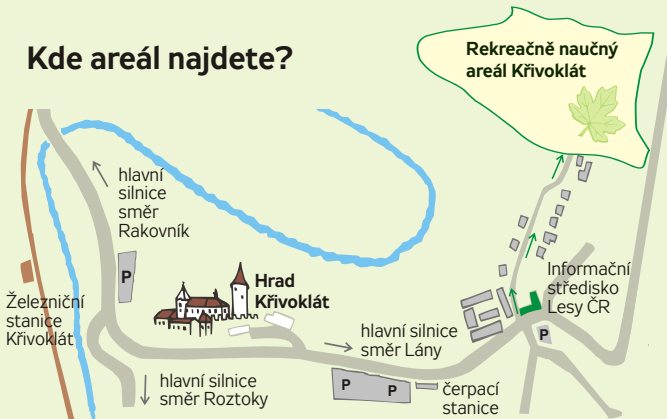 Kde areál najdete?
Rekreačně naučný
areál Křivoklát
hlavní
silnice
směr
Rakovník
P
Hrad
Křivoklát
Železniční
stanice
Křivoklát
Informační
středisko
Lesy ČR
P
hlavní silnice
směr Lány
hlavní silnice
směr Roztoky
P P
čerpací
stanice